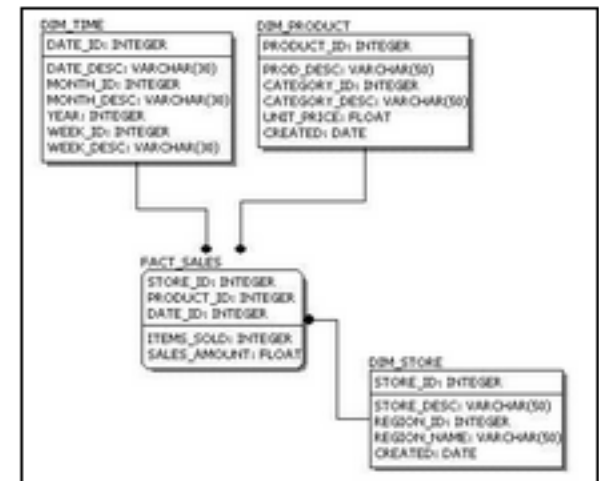 DIM_TIME
DATE_ID: INTEGER
DATE_DESC: VARCHAR(30)
MONTH_ID: INTEGER
MONTH_DESC: VARCHAR(30)
YEAR: INTEGER
WEEK_ID: INTEGER
WEEK_DESC: VARCHAR(30)
DIM_PRODUCT
PRODUCT_ID: INTEGER
PROD_DESC: VARCHAR(50)
CATEGORY_ID: INTEGER
CATEGORY_DESC: VARCHAR(50)
UNIT_PRICE: FLOAT
CREATED: DATE
FACT_SALES
STORE_ID: INTEGER
PRODUCT_ID: INTEGER
DATE_ID: INTEGER
ITEMS_SOLD: INTEGER
SALES_AMOUNT: FLOAT
DIM_STORE
STORE_ID: INTEGER
STORE_DESC: VARCHAR(50)
REGION_ID: INTEGER
REGION_NAME: VARCHAR(50)
CREATED: DATE